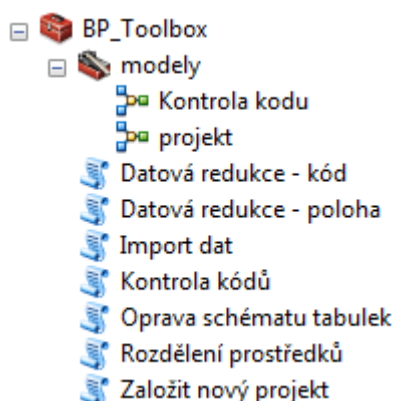 BP_Toolbox
modely
Kontrola kodu
projekt
Datová redukce - kód
Datová redukce - poloha
Import dat
Kontrola kódů
Oprava schématu tabulek
Rozdělení prostředků
Založit nový projekt